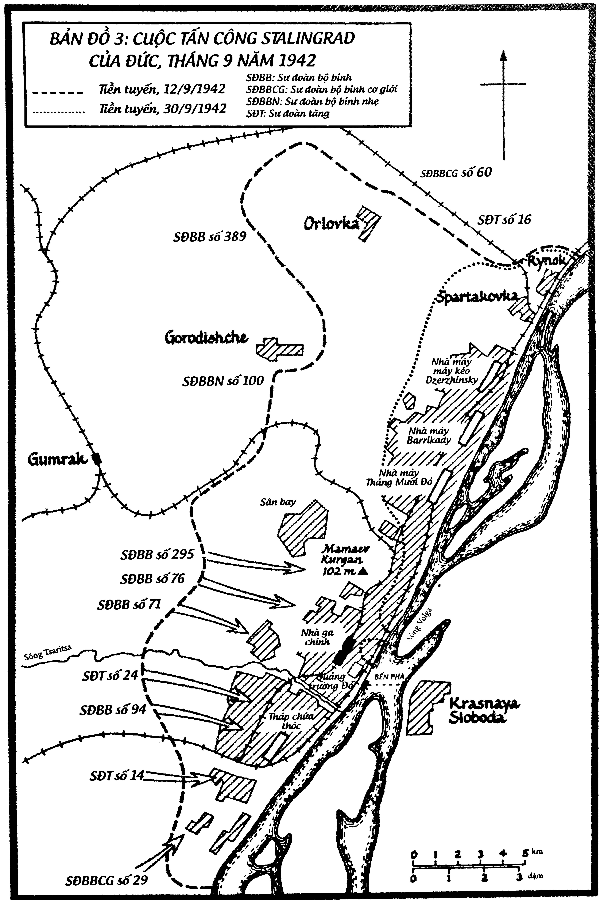 BẢN ĐỒ 3: CUỘC TẤN CÔNG STALINGRAD
CỦA ĐỨC, THÁNG 9 NĂM 1942
Tiền tuyến, 12/9/1942
Tiền tuyến, 30/9/1942
SĐBB: Sư đoàn bộ binh
SĐBBCG: Sư đoàn bộ binh cơ giới
SĐBBN: Sư đoàn bộ binh nhẹ
SĐT: Sư đoàn tăng
SĐBBCG số 60
SĐT số 16
Orlovka
SĐBB số 389
Rynok
Spartakovka
Gorodishche
Nhà máy
máy kéo
Dzerzhinsky
SĐBBN số 100
Nhà máy
Barrikady
Gumrak
Nhà máy
Tháng Mười Đỏ
Sân bay
SĐBB số 295
Mamaev
Kurgan
102 m
SĐBB số 76
SĐBB số 71
Nhà ga
chính
Sông Volga
Sông Tsaritsa
SĐT số 24
Quảng
trường Đỏ
BẾN PHÀ
SĐBB số 94
Tháp chứa
thóc
Krasnaya
Sloboda
SĐT số 14
SĐBBCG số 29
0 1 2 3 4 5 km
0 1 2 3 dặm